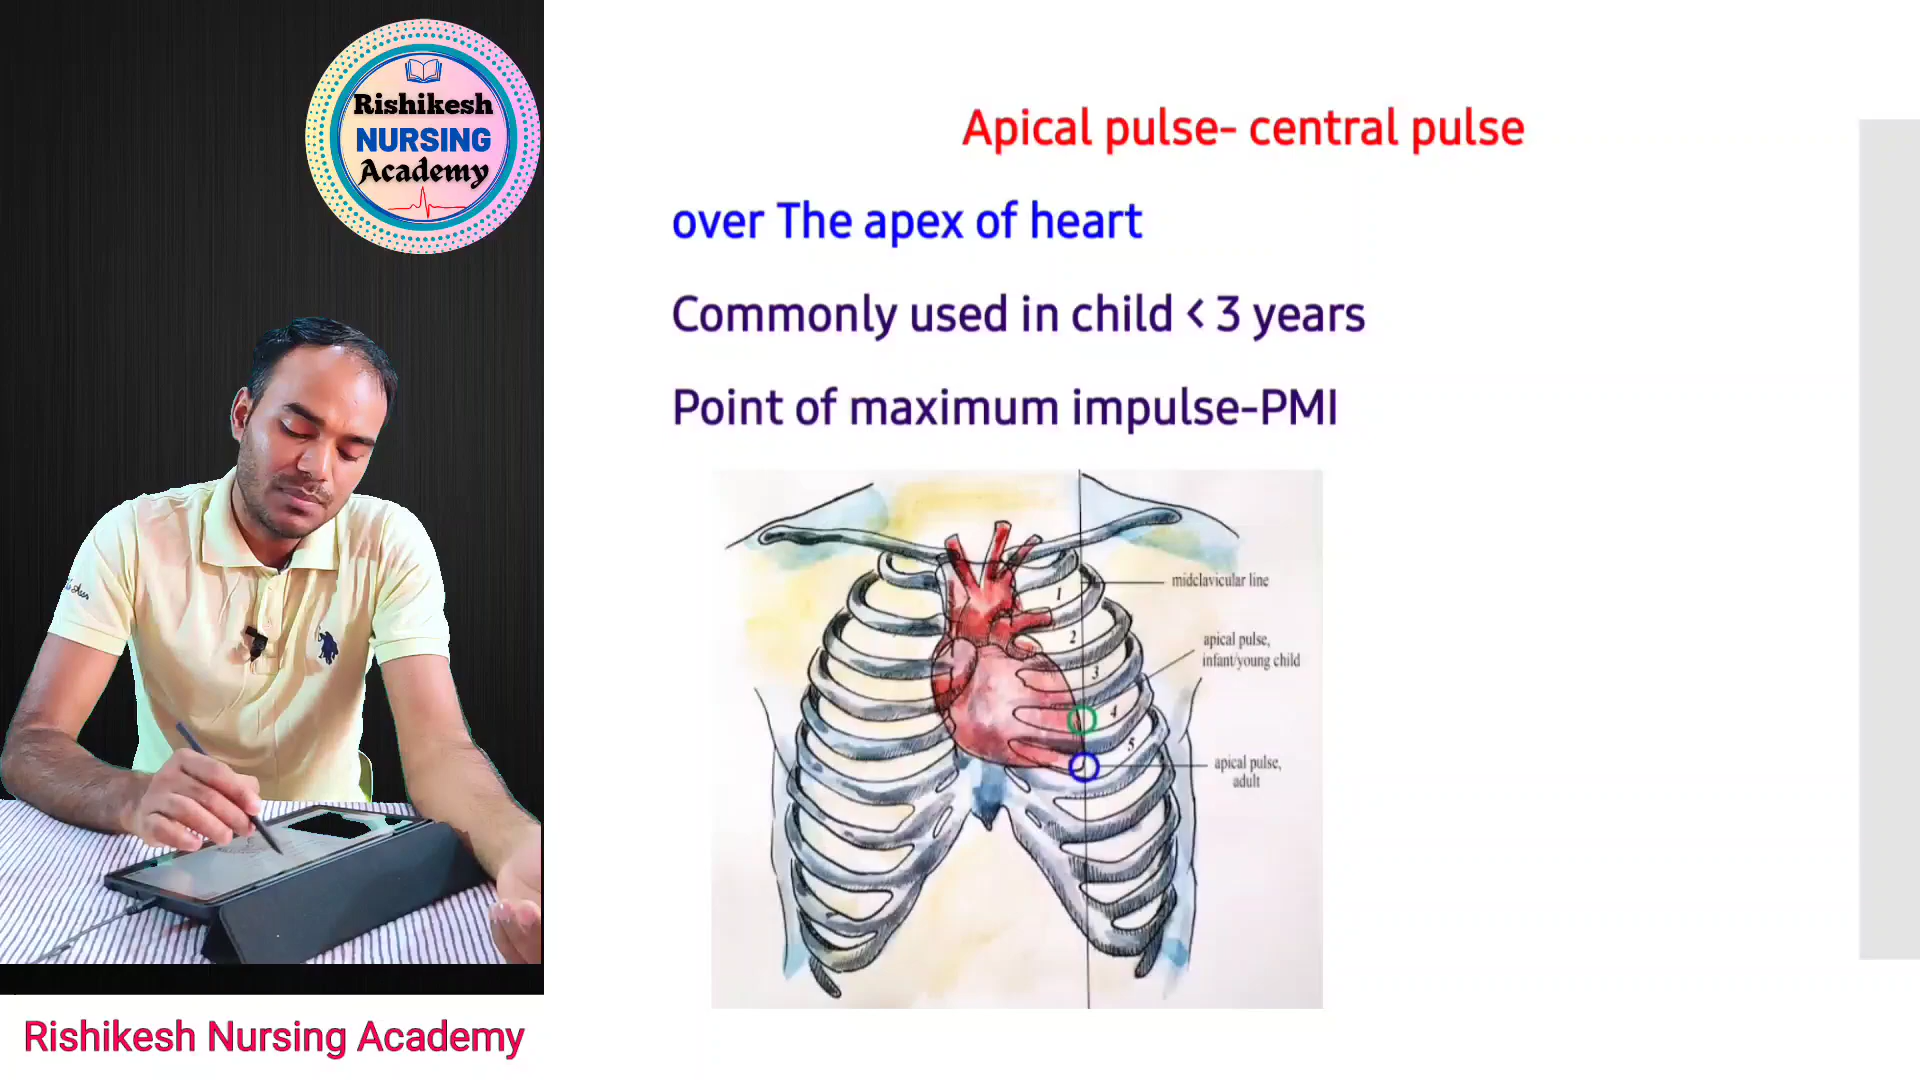 Rishikesh
NURSING
Academy
Apical pulse- central pulse
over The apex of heart
Commonly used in child < 3 years
Point of maximum impulse-PMI
midclavicular line
1
2
apical pulse,
infant/young child
3
4
5
apical pulse,
adult
Rishikesh Nursing Academy